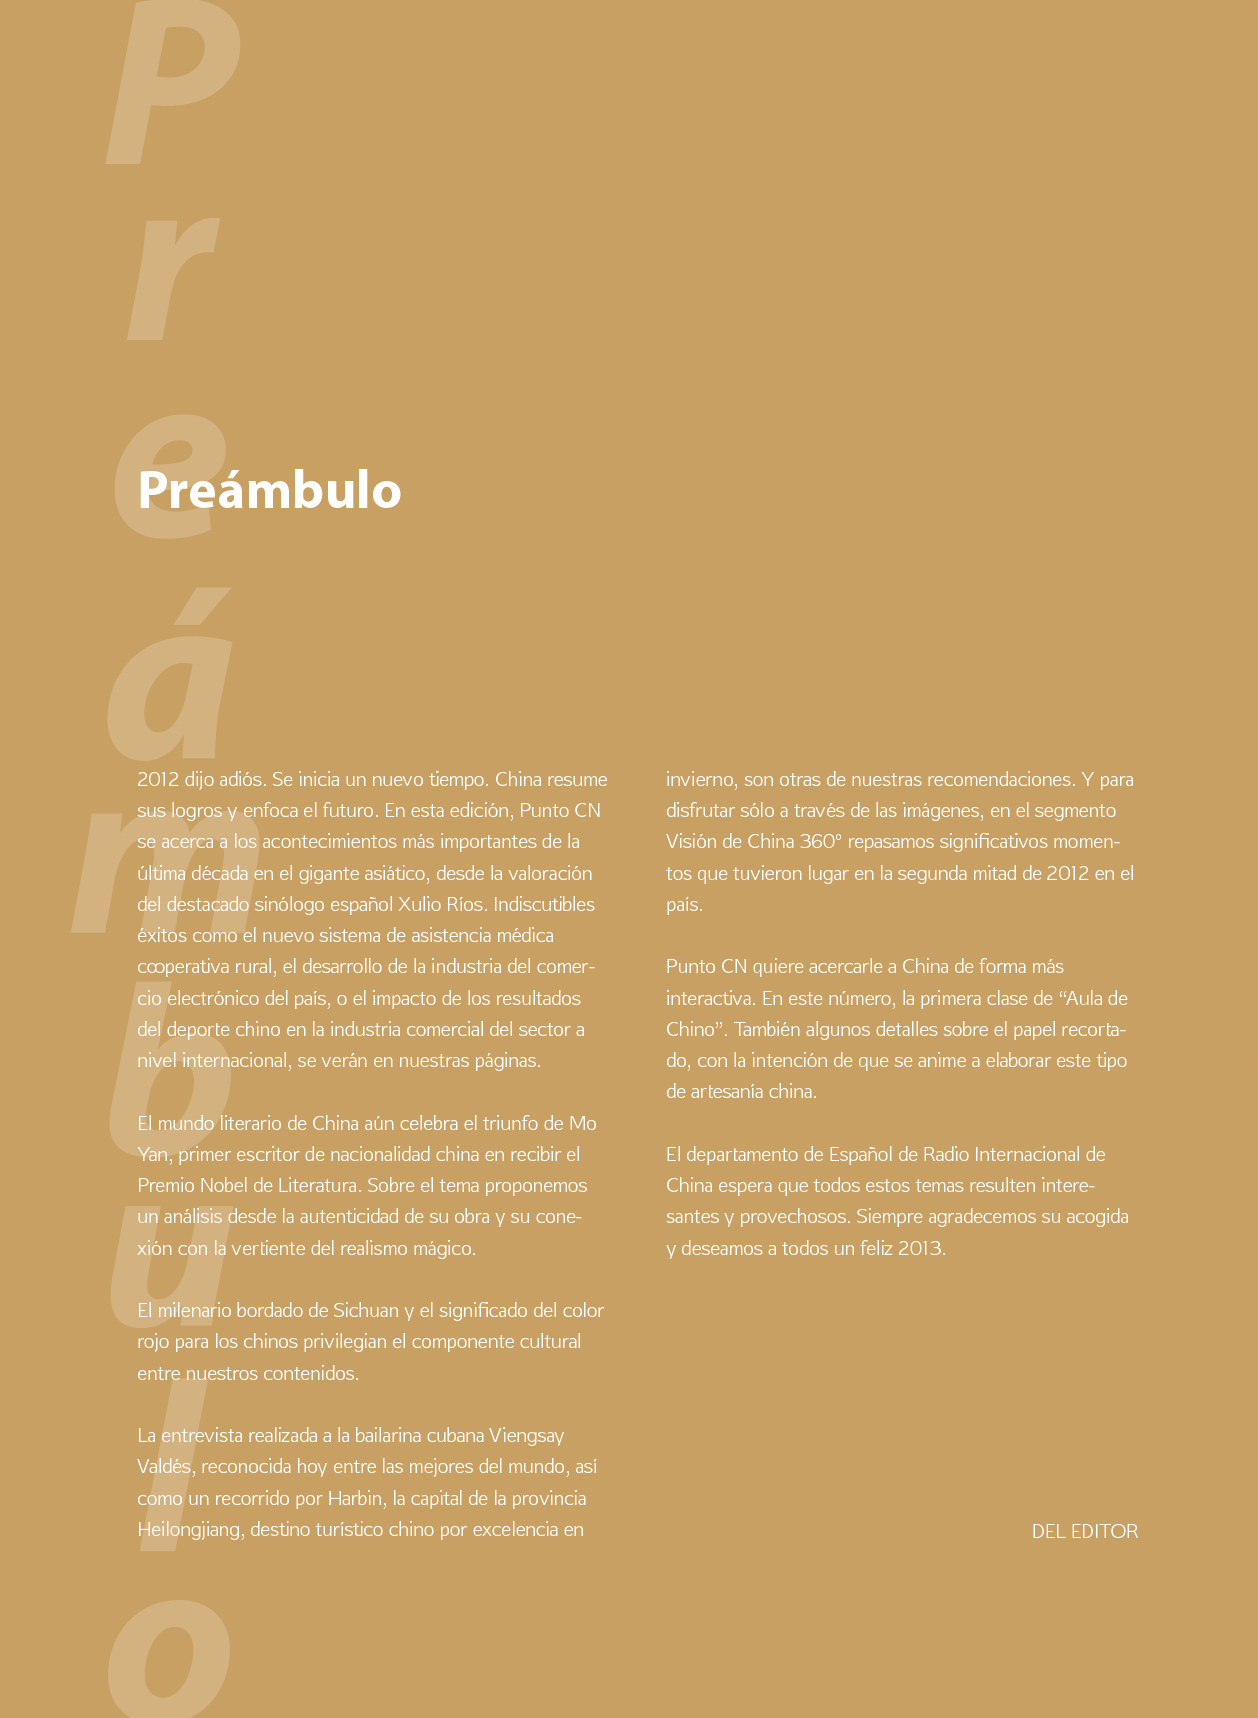 Preámbulo
Preámbulo
2012 dijo adiós. Se inicia un nuevo tiempo. China resume
sus logros y enfoca el futuro. En esta edición, Punto CN
se acerca a los acontecimientos más importantes de la
última década en el gigante asiático, desde la valoración
del destacado sinólogo español Xulio Ríos. Indiscutibles
éxitos como el nuevo sistema de asistencia médica
cooperativa rural, el desarrollo de la industria del comer-
cio electrónico del país, o el impacto de los resultados
del deporte chino en la industria comercial del sector a
nivel internacional, se verán en nuestras páginas.
El mundo literario de China aún celebra el triunfo de Mo
Yan, primer escritor de nacionalidad china en recibir el
Premio Nobel de Literatura. Sobre el tema proponemos
un análisis desde la autenticidad de su obra y su cone-
xión con la vertiente del realismo mágico.
El milenario bordado de Sichuan y el significado del color
rojo para los chinos privilegian el componente cultural
entre nuestros contenidos.
La entrevista realizada a la bailarina cubana Viengsay
Valdés, reconocida hoy entre las mejores del mundo, así
como un recorrido por Harbin, la capital de la provincia
Heilongjiang, destino turístico chino por excelencia en
invierno, son otras de nuestras recomendaciones. Y para
disfrutar sólo a través de las imágenes, en el segmento
Visión de China 360° repasamos significativos momen-
tos que tuvieron lugar en la segunda mitad de 2012 en el
país.
Punto CN quiere acercarle a China de forma más
interactiva. En este número, la primera clase de “Aula de
Chino”. También algunos detalles sobre el papel recorta-
do, con la intención de que se anime a elaborar este tipo
de artesanía china.
El departamento de Español de Radio Internacional de
China espera que todos estos temas resulten intere-
santes y provechosos. Siempre agradecemos su acogida
y deseamos a todos un feliz 2013.
DEL EDITOR